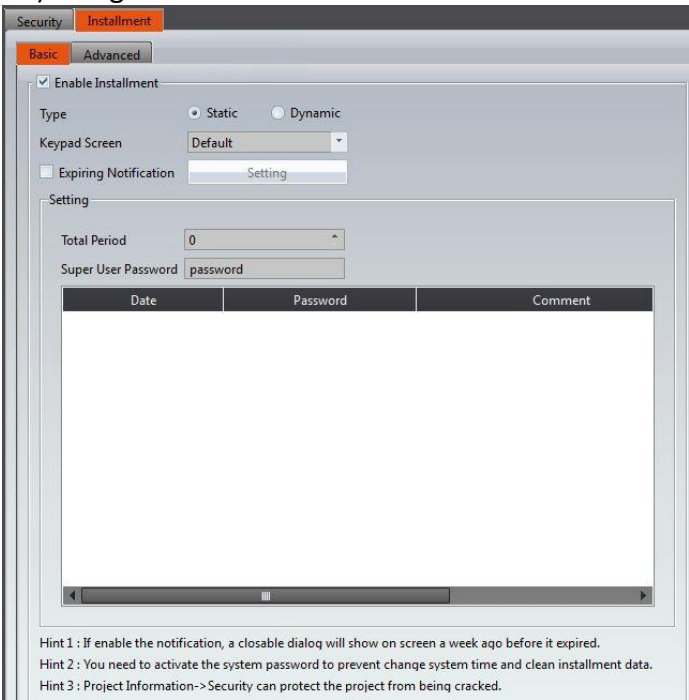 Security Installment
Basic Advanced
Enable Installment
Type Static Dynamic
Keypad Screen Default
Expiring Notification Setting
Setting
Total Period 0
Super User Password password
Date Password Comment
Hint 1 : If enable the notification, a closable dialog will show on screen a week ago before it expired.
Hint 2 : You need to activate the system password to prevent change system time and clean installment data.
Hint 3 : Project Information->Security can protect the project from being cracked.